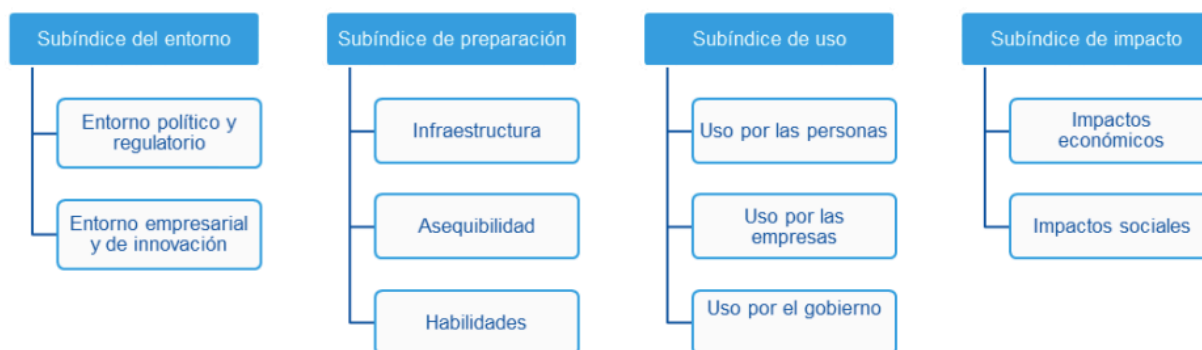 Subíndice del entorno
Entorno político y
regulatorio
Entorno empresarial
y de innovación
Subíndice de preparación
Infraestructura
Asequibilidad
Habilidades
Subíndice de uso
Uso por las personas
Uso por las
empresas
Uso por el gobierno
Subíndice de impacto
Impactos
económicos
Impactos sociales